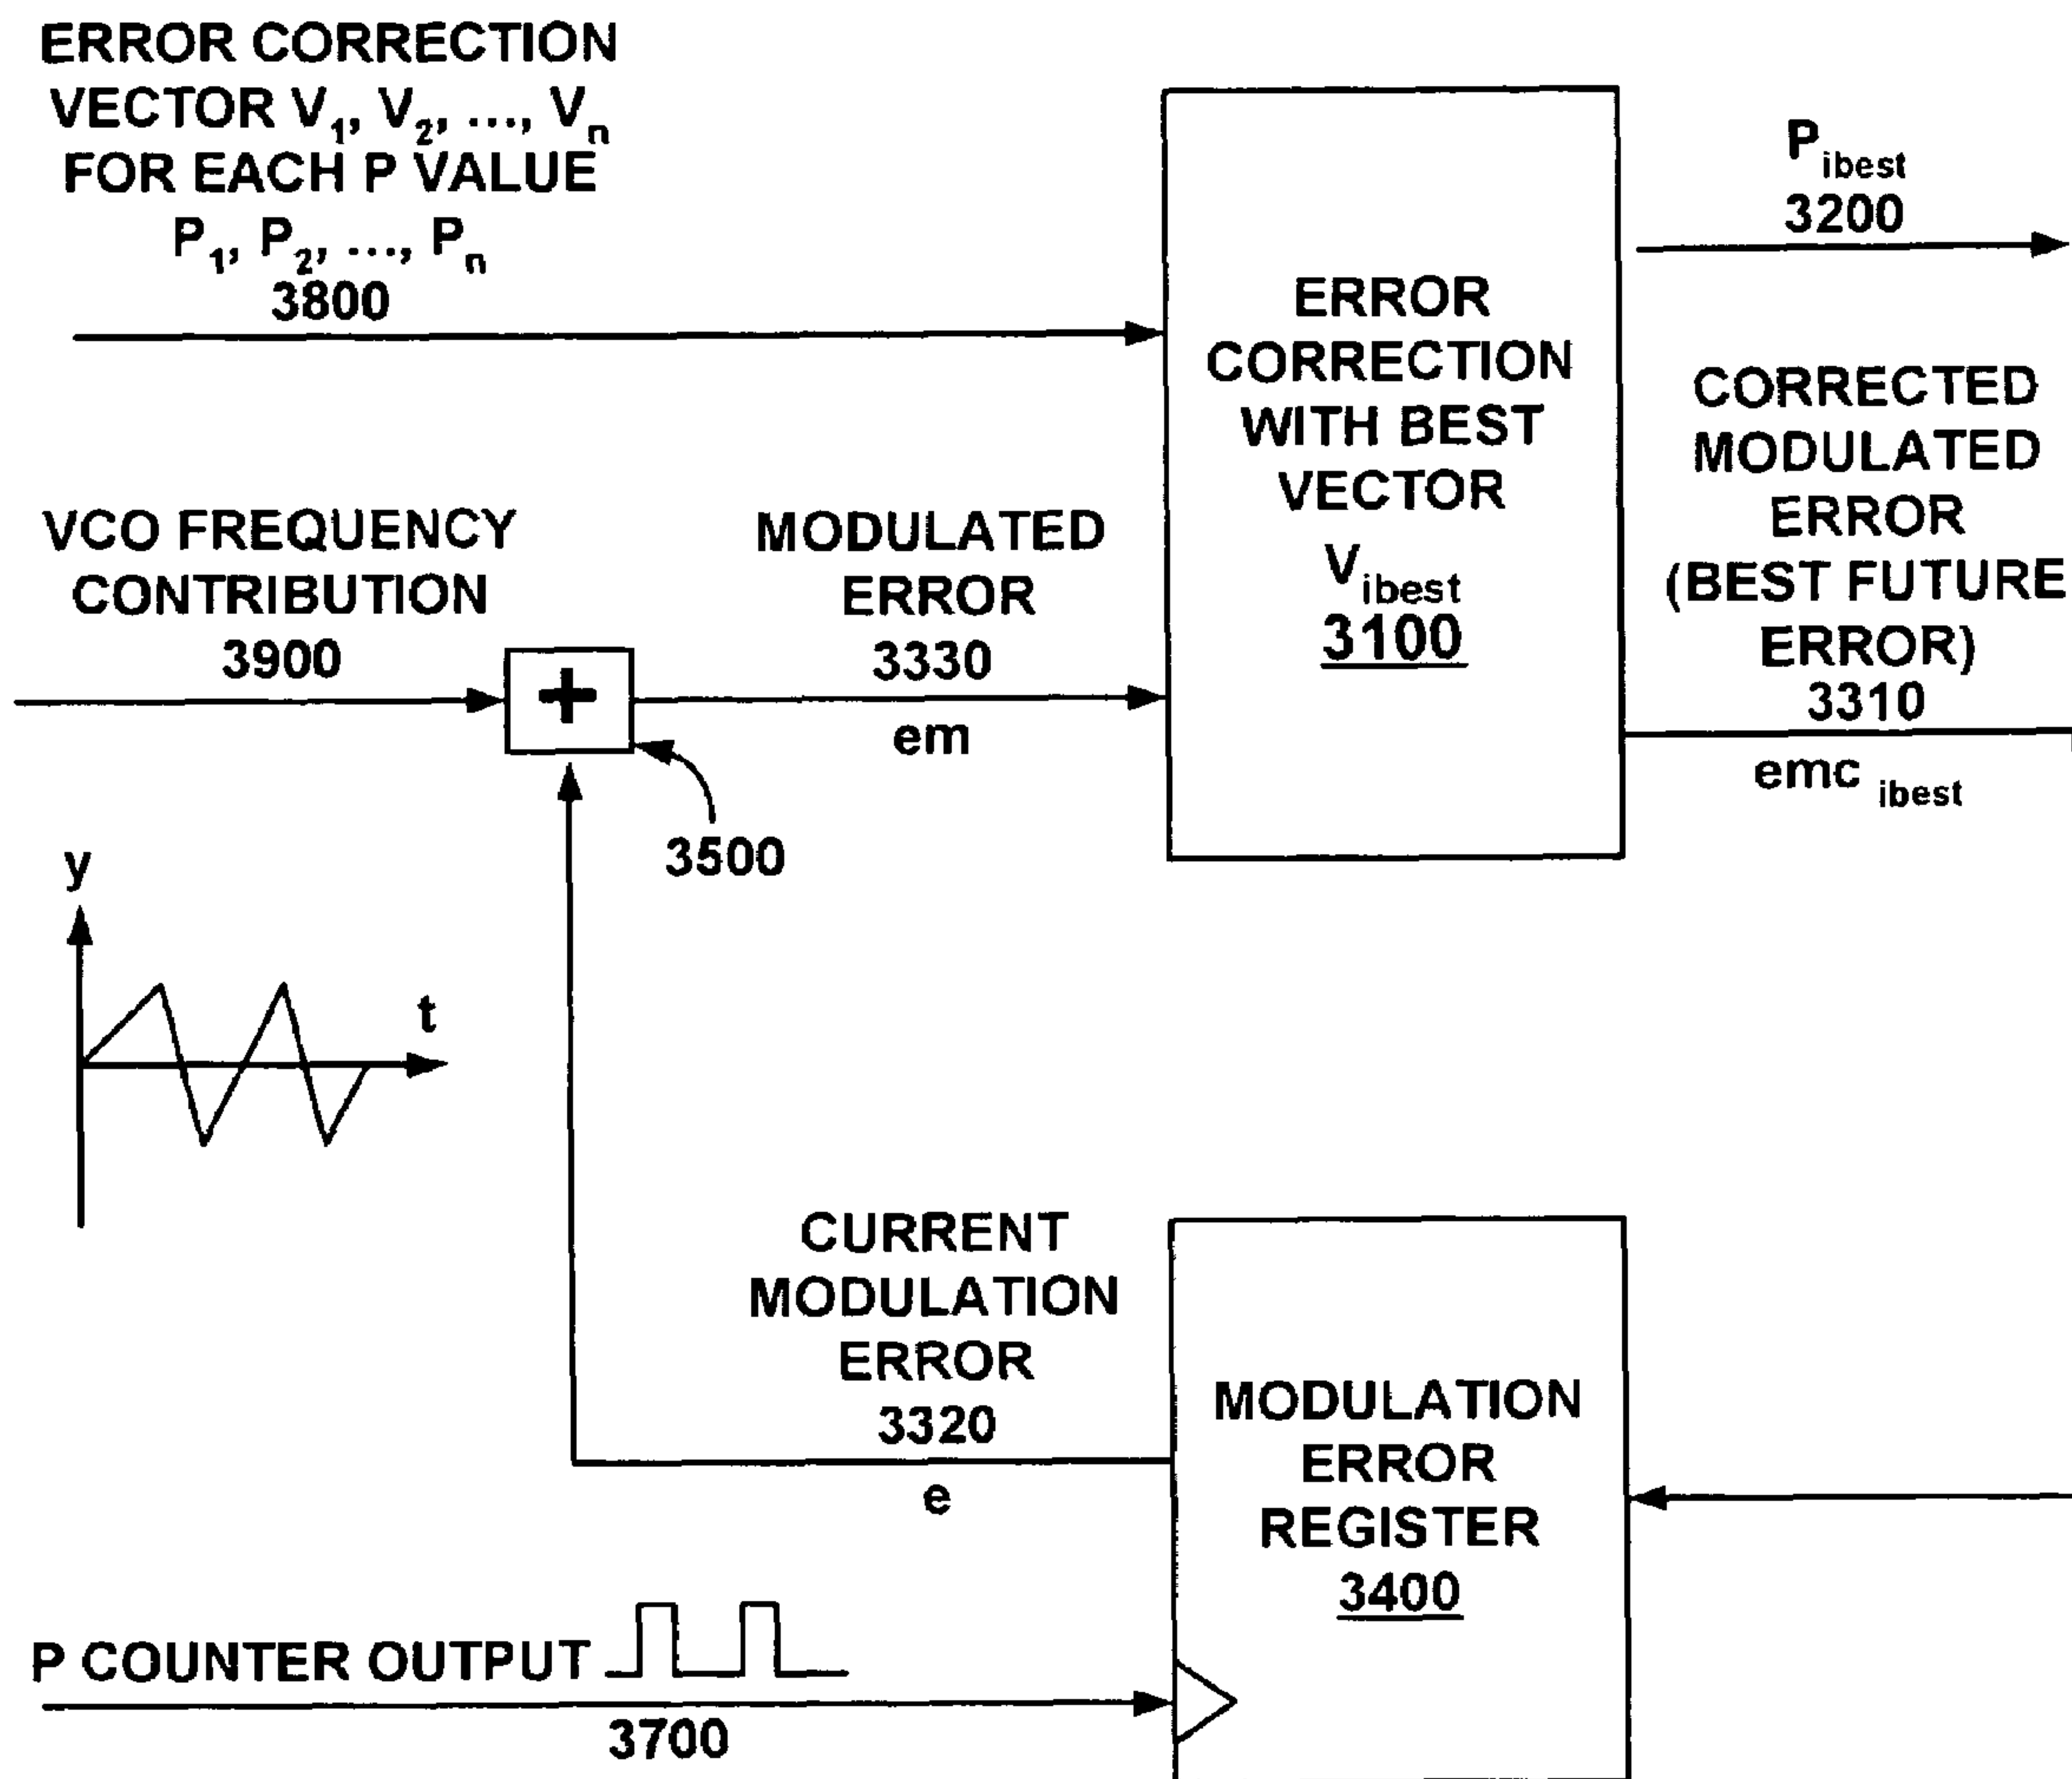 ERROR CORRECTION
VECTOR V1, V2, ..., Vn
FOR EACH P VALUE
P1, P2, ..., Pn
3800
Pibest
3200
ERROR
CORRECTION
WITH BEST
VECTOR
Vibest
3100
CORRECTED
MODULATED
ERROR
(BEST FUTURE
ERROR)
3310
emc ibest
VCO FREQUENCY
CONTRIBUTION
3900
+
MODULATED
ERROR
3330
em
3500
y
t
CURRENT
MODULATION
ERROR
3320
e
MODULATION
ERROR
REGISTER
3400
P COUNTER OUTPUT
3700